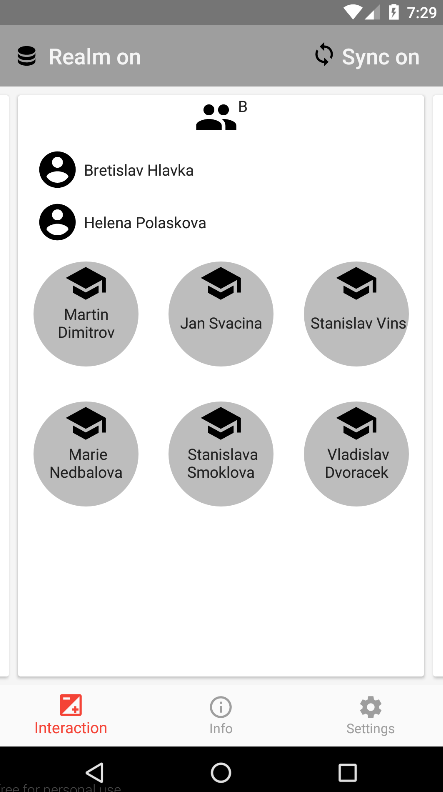 7:29
Realm on
Sync on
B
Bretislav Hlavka
Helena Polaskova
Martin
Dimitrov
Jan Svacina
Stanislav Vins
Marie
Nedbalova
Stanislava
Smoklova
Vladislav
Dvoracek
Interaction
Info
Settings
free for personal use